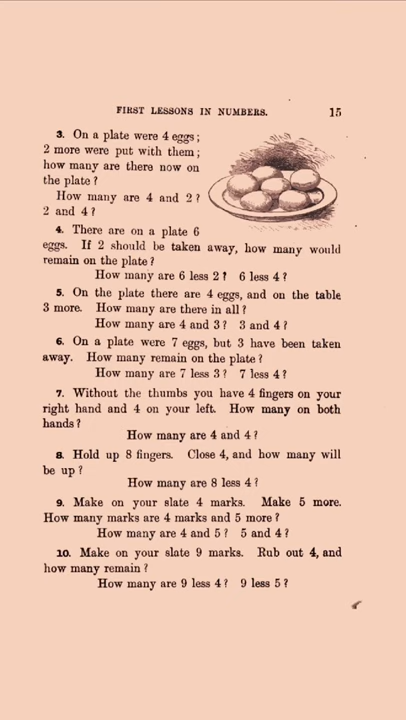 FIRST LESSONS IN NUMBERS. 15
3. On a plate were 4 eggs;
2 more were put with them;
how many are there now on
the plate?
How many are 4 and 2?
2 and 4?
4. There are on a plate 6
eggs. If 2 should be taken away, how many would
remain on the plate?
How many are 6 less 2? 6 less 4?
5. On the plate there are 4 eggs, and on the table
3 more. How many are there in all?
How many are 4 and 3? 3 and 4?
6. On a plate were 7 eggs, but 3 have been taken
away. How many remain on the plate?
How many are 7 less 3? 7 less 4?
7. Without the thumbs you have 4 fingers on your
right hand and 4 on your left. How many on both
hands?
How many are 4 and 4?
8. Hold up 8 fingers. Close 4, and how many will
be up?
How many are 8 less 4?
9. Make on your slate 4 marks. Make 5 more.
How many marks are 4 marks and 5 more?
How many are 4 and 5? 5 and 4?
10. Make on your slate 9 marks. Rub out 4, and
how many remain?
How many are 9 less 4? 9 less 5?